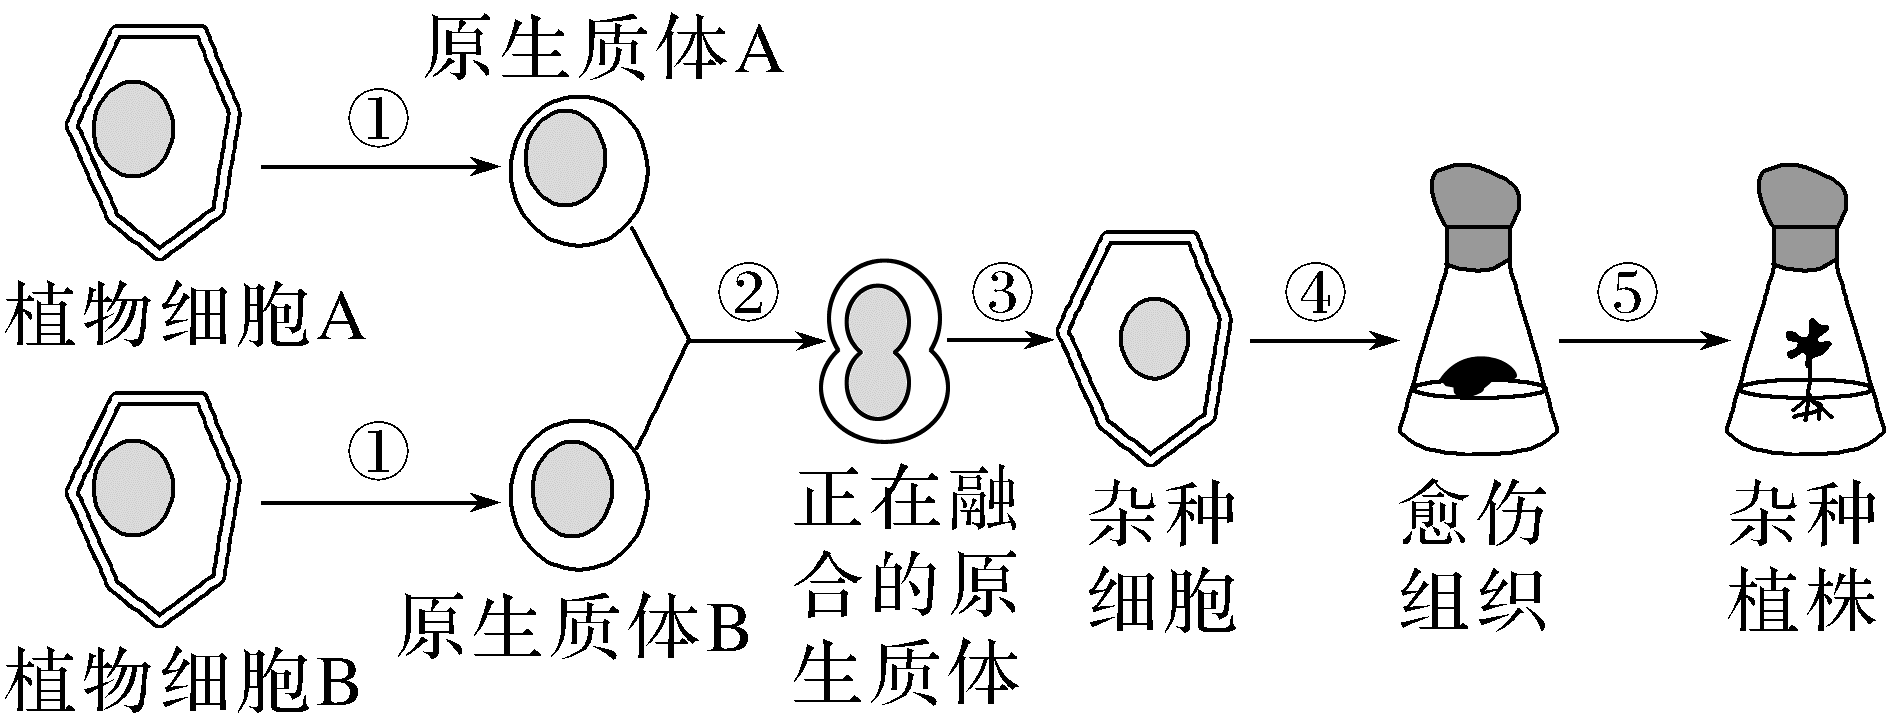 原生质体A
①
植物细胞A
②
③
④
⑤
①
植物细胞B
原生质体B
正在融
合的原
生质体
杂种
细胞
愈伤
组织
杂种
植株